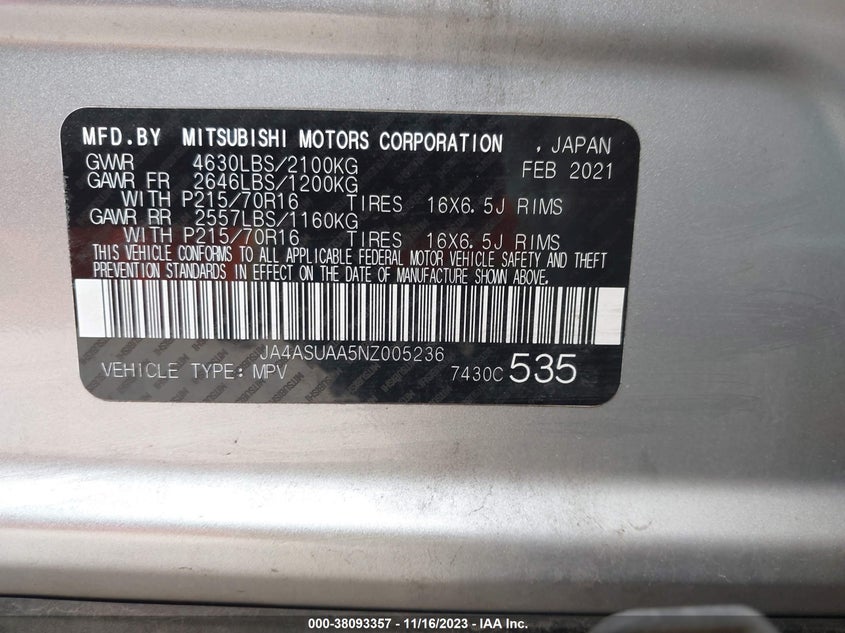 MFD.BY MITSUBISHI MOTORS CORPORATION , JAPAN
GVWR 4630LBS/2100KG FEB 2021
GAWR FR 2646LBS/1200KG
WITH P215/70R16 TIRES 16X6.5J RIMS
GAWR RR 2557LBS/1160KG
WITH P215/70R16 TIRES 16X6.5J RIMS
THIS VEHICLE CONFORMS TO ALL APPLICABLE FEDERAL MOTOR VEHICLE SAFETY AND THEFT
PREVENTION STANDARDS IN EFFECT ON THE DATE OF MANUFACTURE SHOWN ABOVE.
JA4ASUAA5NZ005236
VEHICLE TYPE: MPV 7430C 535
000-38093357 - 11/16/2023 - IAA Inc.